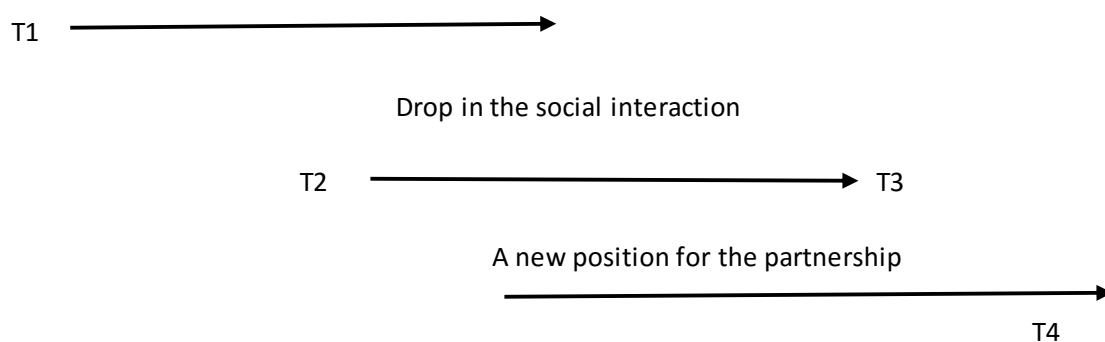 T1
Drop in the social interaction
T2 T3
A new position for the partnership
T4